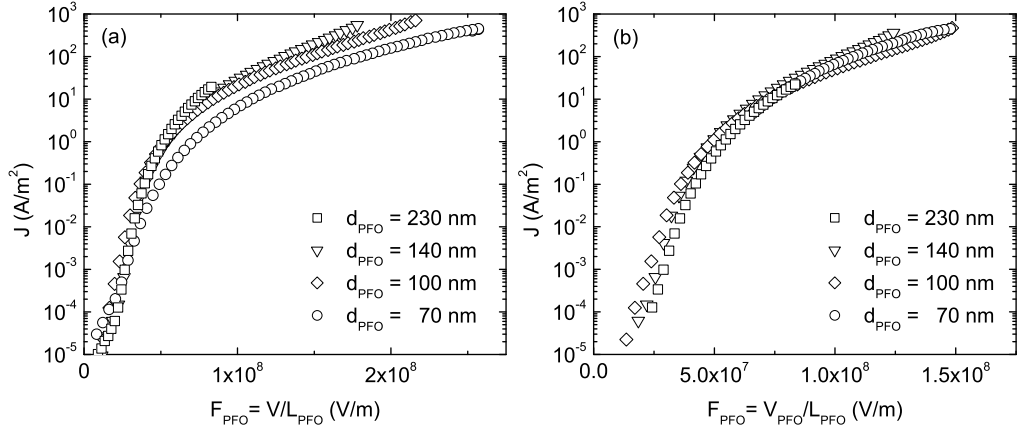 (a)
J (A/m²)
10³
10²
10¹
10⁰
10⁻¹
10⁻²
10⁻³
10⁻⁴
10⁻⁵
d_PFO = 230 nm
d_PFO = 140 nm
d_PFO = 100 nm
d_PFO = 70 nm
0 1x10⁸ 2x10⁸
F_PFO= V/L_PFO (V/m)
(b)
J (A/m²)
10³
10²
10¹
10⁰
10⁻¹
10⁻²
10⁻³
10⁻⁴
10⁻⁵
d_PFO = 230 nm
d_PFO = 140 nm
d_PFO = 100 nm
d_PFO = 70 nm
0.0 5.0x10⁷ 1.0x10⁸ 1.5x10⁸
F_PFO= V_PFO/L_PFO (V/m)